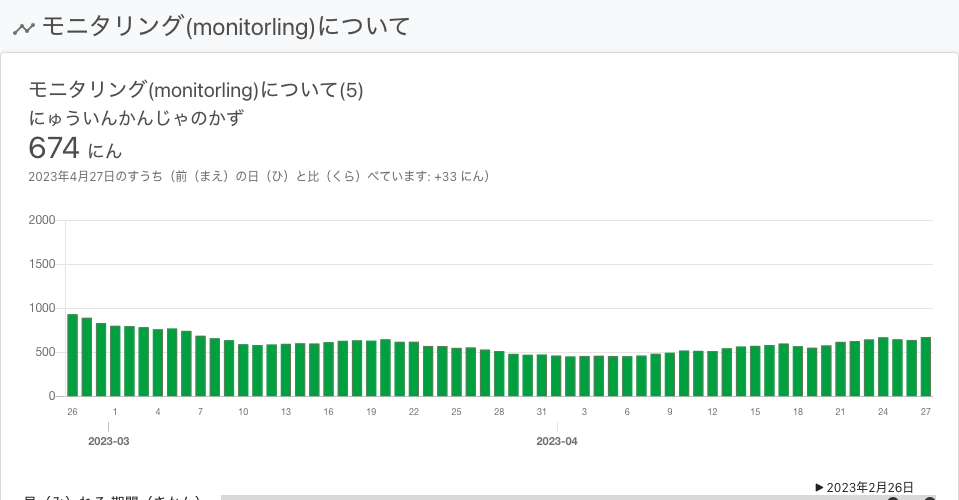 モニタリング(monitorling)について
モニタリング(monitorling)について(5)
にゅういんかんじゃのかず
674 にん
2023年4月27日のすうち（前（まえ）の日（ひ）と比（くら）べています: +33 にん）
2000
1500
1000
500
0
26 1 4 7 10 13 16 19 22 25 28 31 3 6 9 12 15 18 21 24 27
2023-03 2023-04
▶ 2023年2月26日